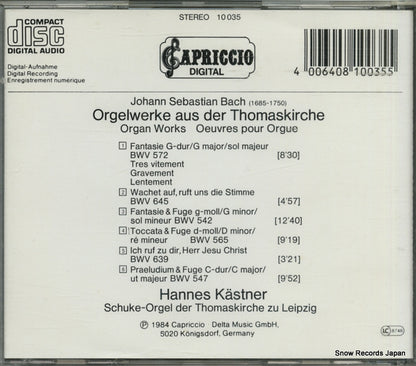 COMPACT
disc
DIGITAL AUDIO
STEREO 10 035
CAPRICCIO
DIGITAL
4 006408 100355
Digital-Aufnahme
Digital Recording
Enregistrement numérique
Johann Sebastian Bach (1685-1750)
Orgelwerke aus der Thomaskirche
Organ Works Oeuvres pour Orgue
1 Fantasie G-dur/G major/sol majeur
BWV 572 [8'30]
Tres vitement
Gravement
Lentement
2 Wachet auf, ruft uns die Stimme
BWV 645 [4'57]
3 Fantasie & Fuge g-moll/G minor/
sol mineur BWV 542 [12'40]
4 Toccata & Fuge d-moll/D minor/
ré mineur BWV 565 [9'19]
5 Ich ruf zu dir, Herr Jesu Christ
BWV 639 [3'21]
6 Praeludium & Fuge C-dur/C major/
ut majeur BWV 547 [9'52]
Hannes Kästner
Schuke-Orgel der Thomaskirche zu Leipzig
℗ 1984 Capriccio Delta Music GmbH,
5020 Königsdorf, Germany
LC 8748
Snow Records Japan